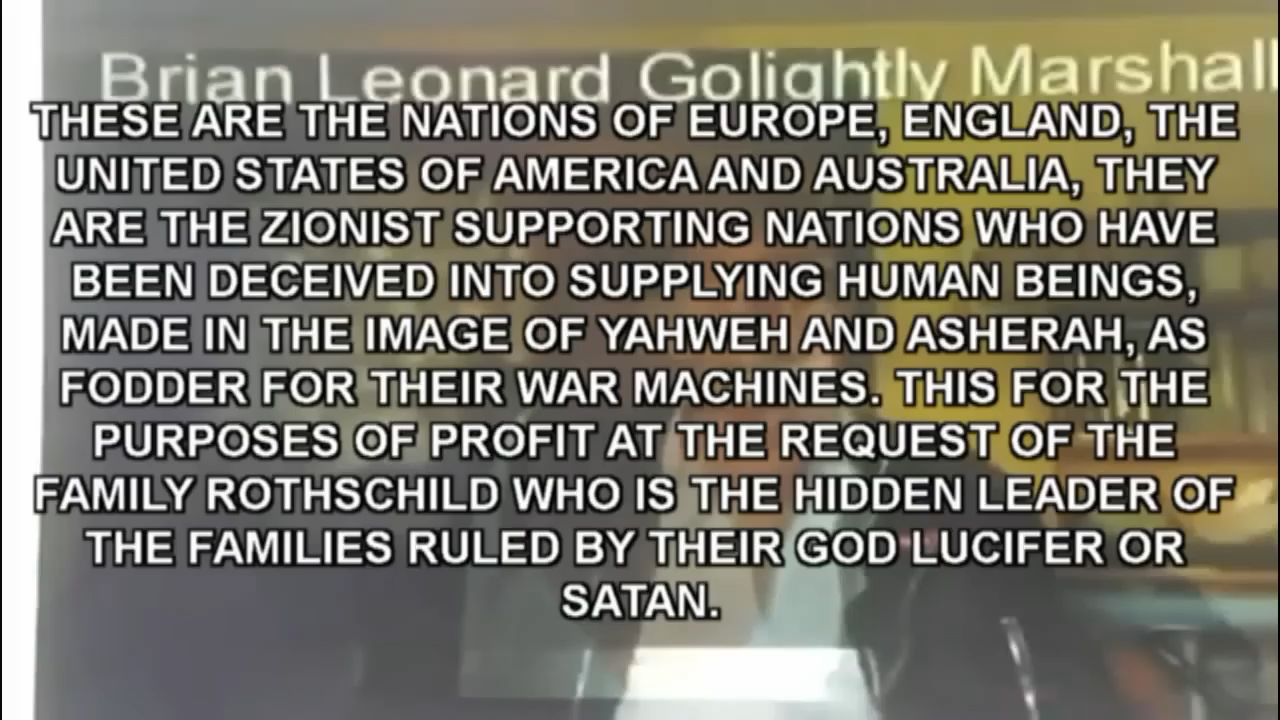 Brian Leonard Golightly Marshall
THESE ARE THE NATIONS OF EUROPE, ENGLAND, THE
UNITED STATES OF AMERICA AND AUSTRALIA, THEY
ARE THE ZIONIST SUPPORTING NATIONS WHO HAVE
BEEN DECEIVED INTO SUPPLYING HUMAN BEINGS,
MADE IN THE IMAGE OF YAHWEH AND ASHERAH, AS
FODDER FOR THEIR WAR MACHINES. THIS FOR THE
PURPOSES OF PROFIT AT THE REQUEST OF THE
FAMILY ROTHSCHILD WHO IS THE HIDDEN LEADER OF
THE FAMILIES RULED BY THEIR GOD LUCIFER OR
SATAN.